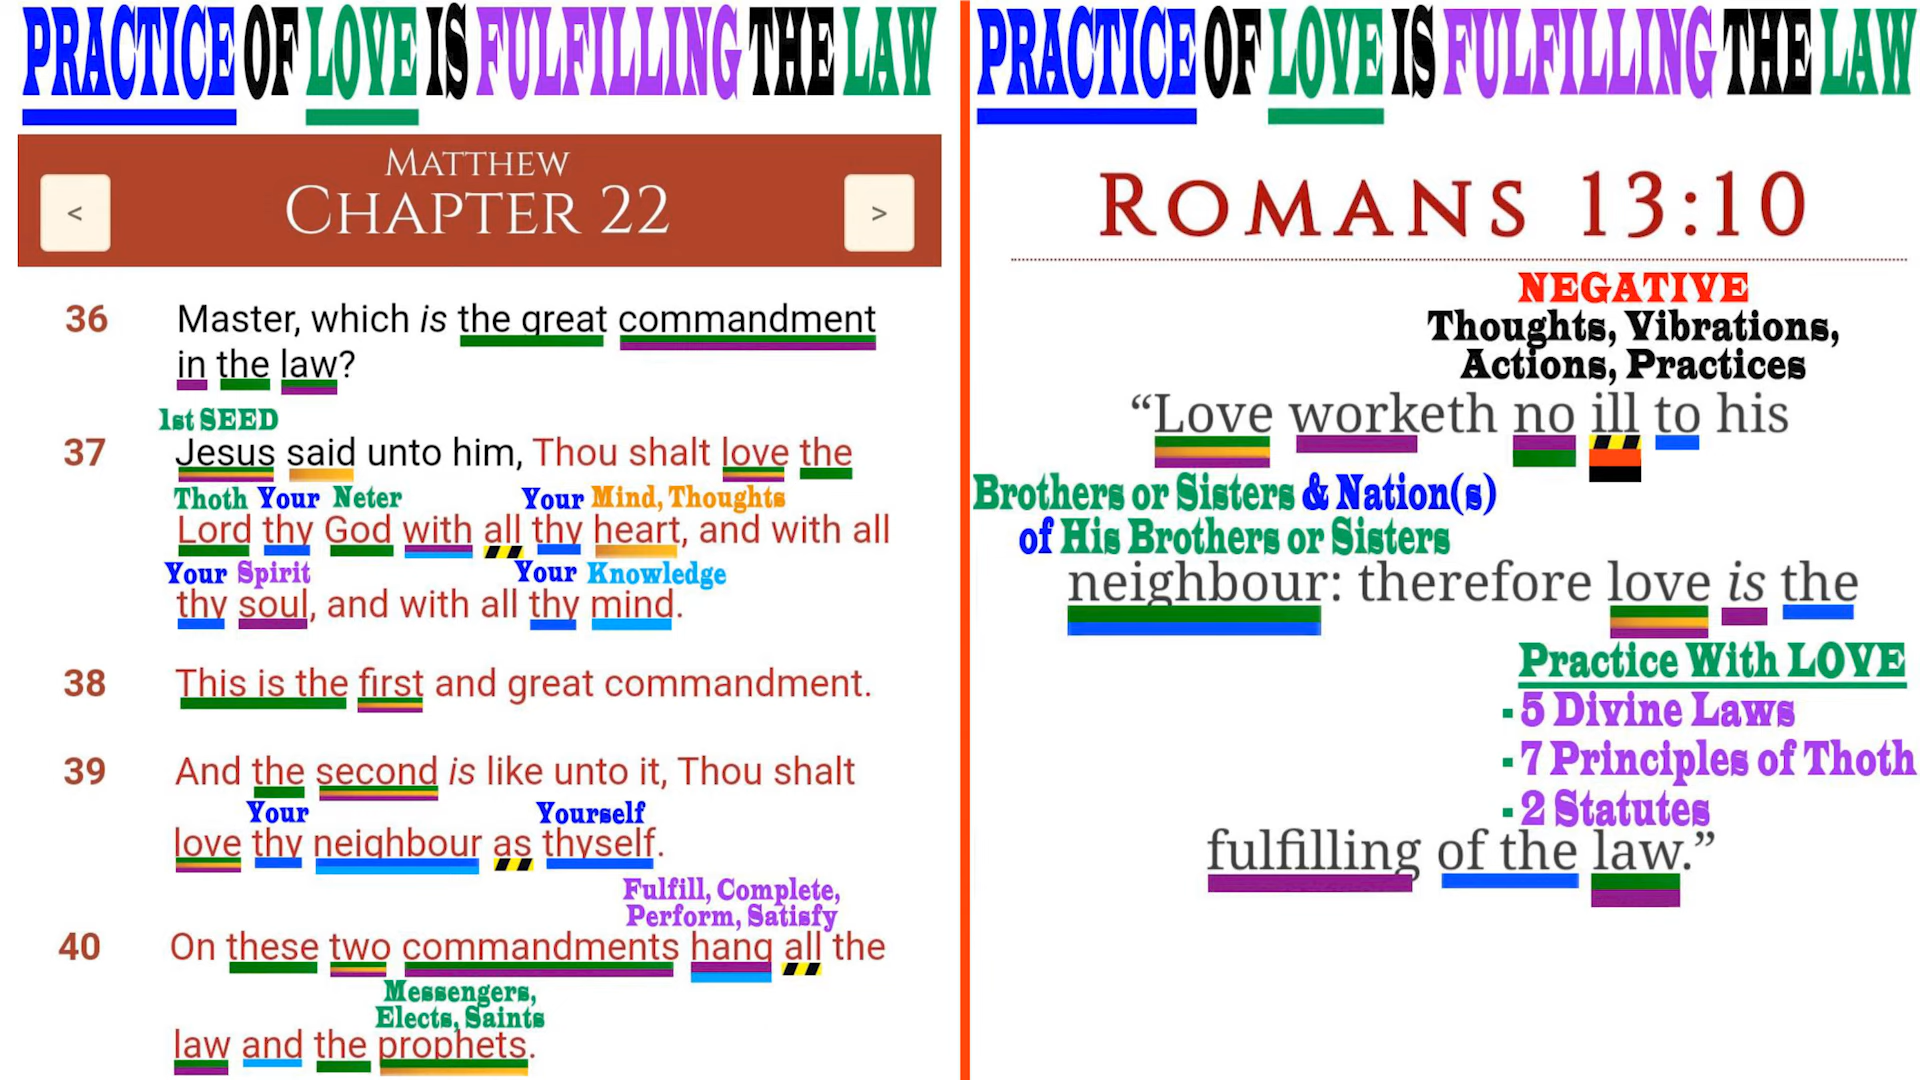 PRACTICE OF LOVE IS FULFILLING THE LAW
MATTHEW
CHAPTER 22
<
>
36 Master, which is the great commandment
in the law?
1st SEED
37 Jesus said unto him, Thou shalt love the
Thoth Your Neter Your Mind, Thoughts
Lord thy God with all thy heart, and with all
Your Spirit Your Knowledge
thy soul, and with all thy mind.
38 This is the first and great commandment.
39 And the second is like unto it, Thou shalt
Your Yourself
love thy neighbour as thyself.
Fulfill, Complete,
Perform, Satisfy
40 On these two commandments hang all the
Messengers,
Elects, Saints
law and the prophets.
PRACTICE OF LOVE IS FULFILLING THE LAW
ROMANS 13:10
NEGATIVE
Thoughts, Vibrations,
Actions, Practices
“Love worketh no ill to his
Brothers or Sisters & Nation(s)
of His Brothers or Sisters
neighbour: therefore love is the
Practice With LOVE
- 5 Divine Laws
- 7 Principles of Thoth
- 2 Statutes
fulfilling of the law.”